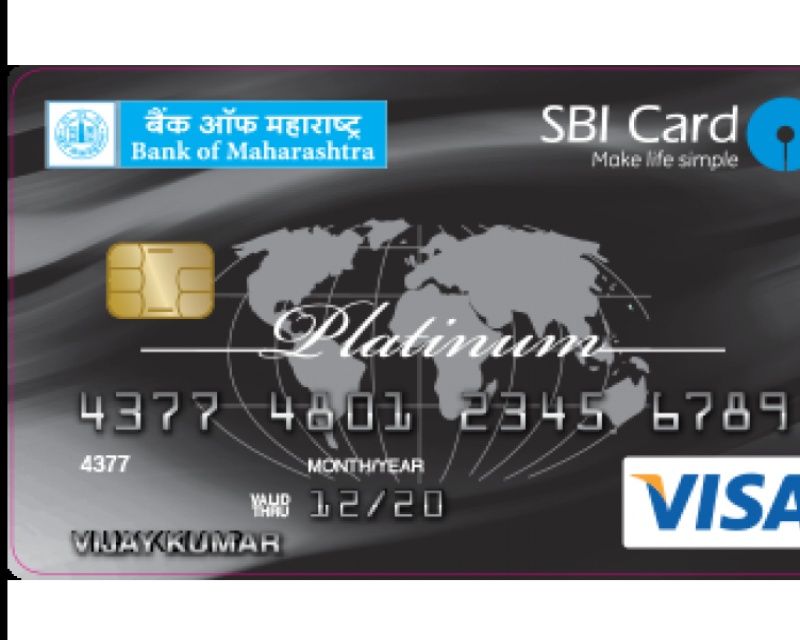 बैंक ऑफ महाराष्ट्र
Bank of Maharashtra
SBI Card
Make life simple
Platinum
4377 4801 2345 6789
4377
MONTH/YEAR
VALID
THRU
12/20
VIJAY KUMAR
VISA